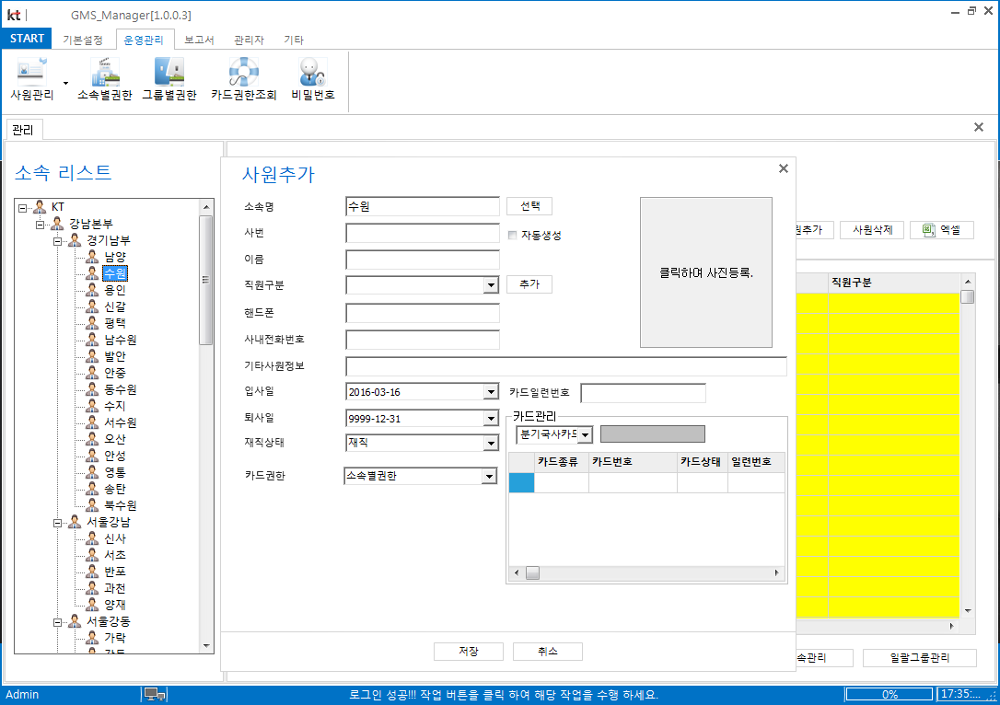 kt GMS_Manager[1.0.0.3]
START 기본설정 운영관리 보고서 관리자 기타
사원관리 소속별권한 그룹별권한 카드권한조회 비밀번호
관리
소속 리스트
KT
강남본부
경기남부
남양
수원
용인
신갈
평택
남수원
발안
안중
동수원
수지
서수원
오산
안성
영통
송탄
북수원
서울강남
신사
서초
반포
과천
양재
서울강동
가락
사원추가
소속명 수원 선택
사번 자동생성
이름
직원구분 추가
핸드폰
사내전화번호
기타사원정보
입사일 2016-03-16 카드일련번호
퇴사일 9999-12-31
재직상태 재직
카드권한 소속별권한
클릭하여 사진등록.
카드관리
분기국사카드
카드종류 카드번호 카드상태 일련번호
저장 취소
원추가 사원삭제 엑셀
직원구분
속관리 일괄그룹관리
Admin 로그인 성공!!! 작업 버튼을 클릭 하여 해당 작업을 수행 하세요. 0% 17:35:...